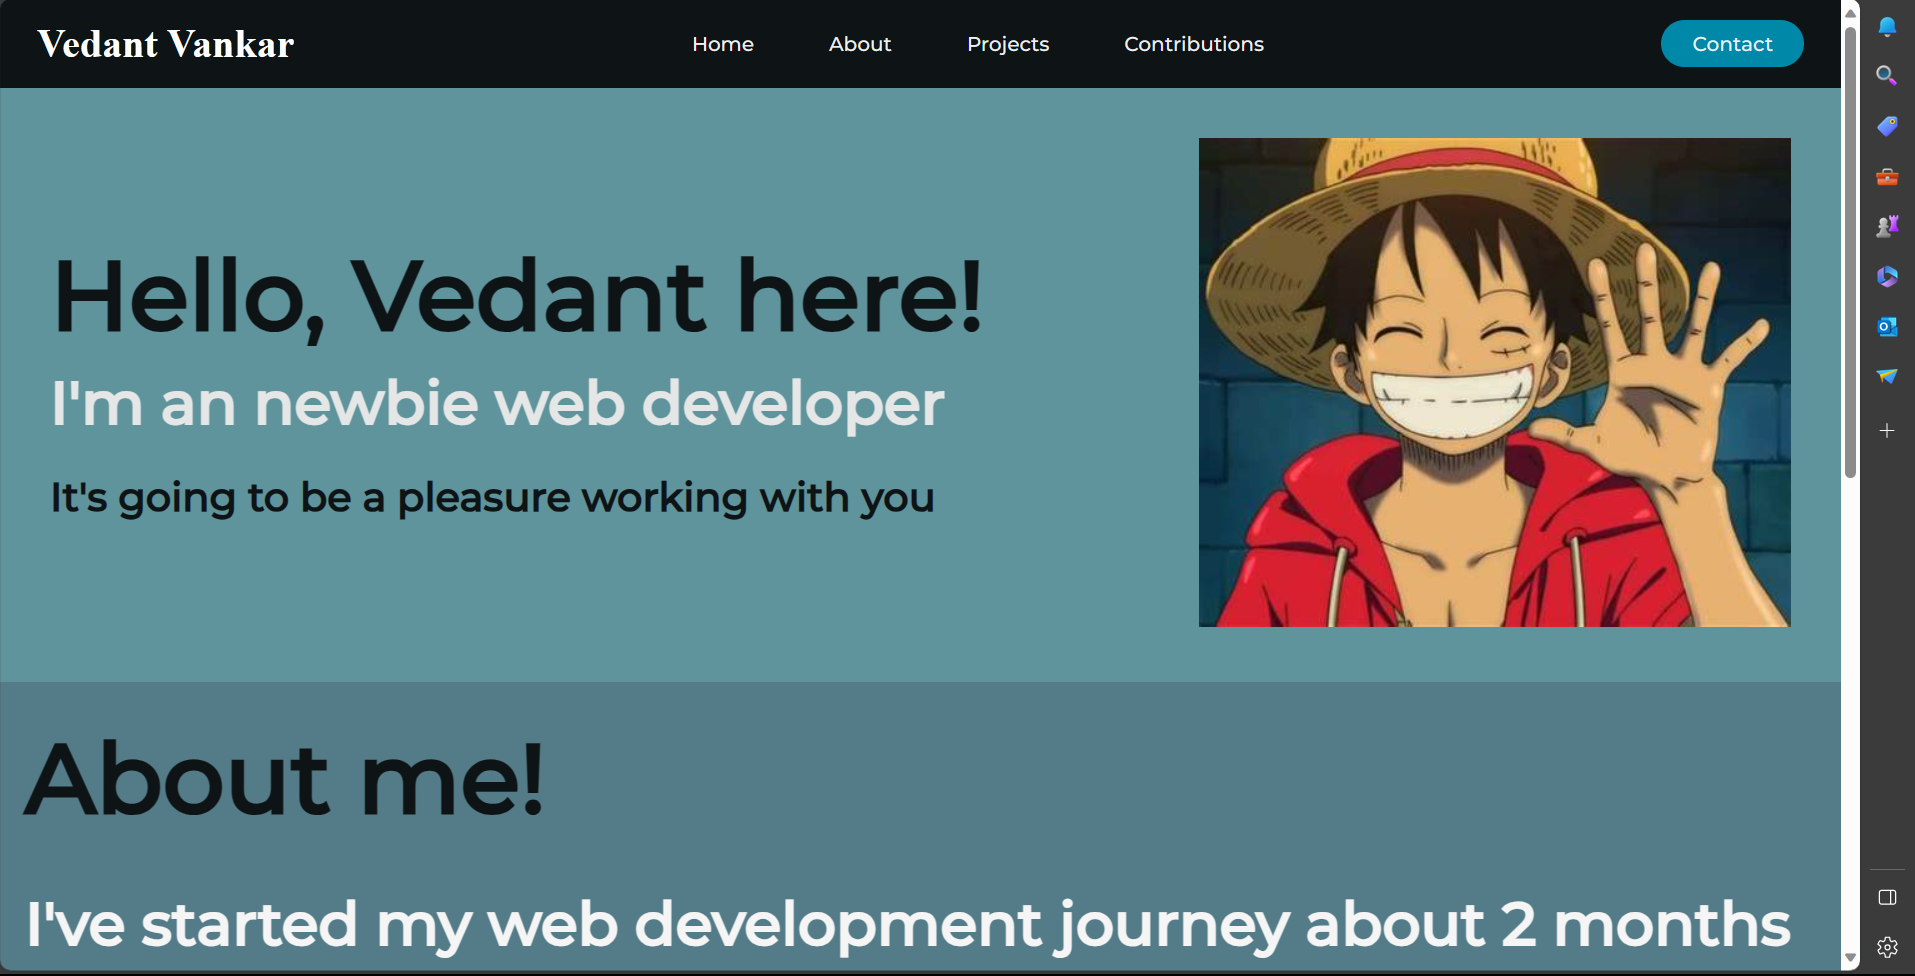 Vedant Vankar
Home
About
Projects
Contributions
Contact
Hello, Vedant here!
I'm an newbie web developer
It's going to be a pleasure working with you
About me!
I've started my web development journey about 2 months